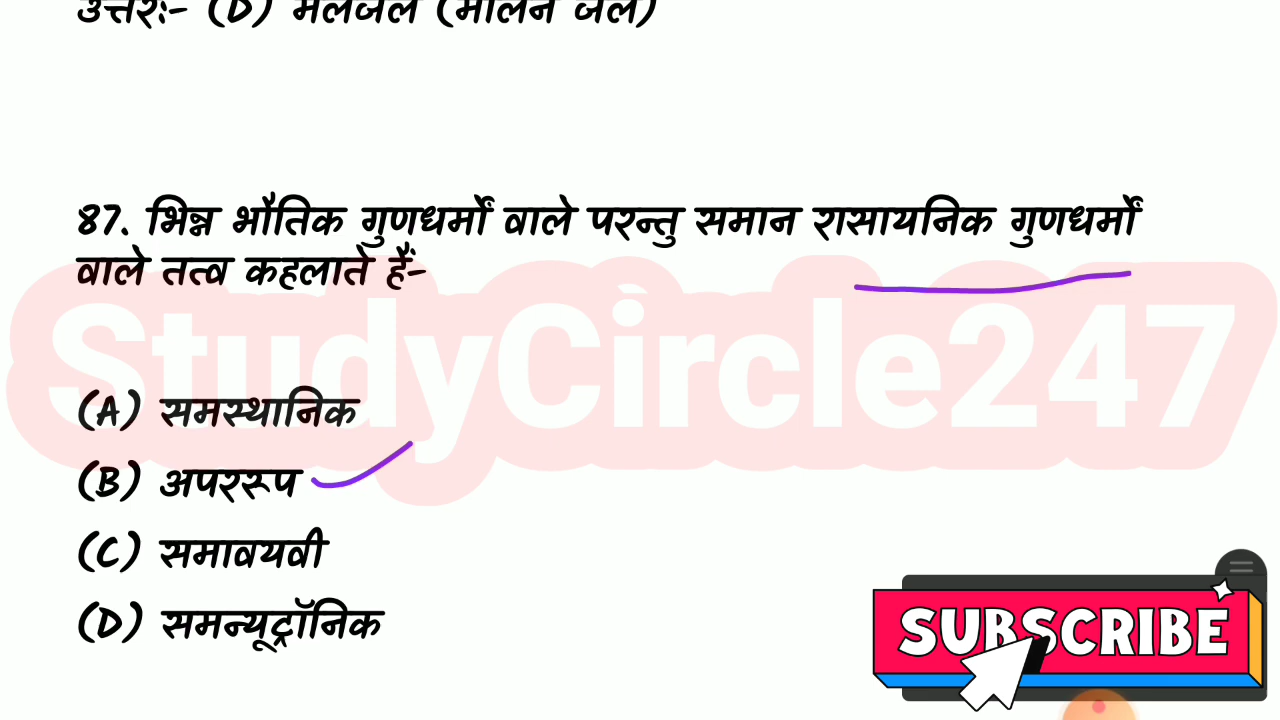 उत्तर:- (D) मलजल (मलिन जल)
87. भिन्न भौतिक गुणधर्मों वाले परन्तु समान रासायनिक गुणधर्मों
वाले तत्व कहलाते हैं-
StudyCircle247
(A) समस्थानिक
(B) अपररूप
(C) समावयवी
(D) समन्यूट्रॉनिक
SUBSCRIBE